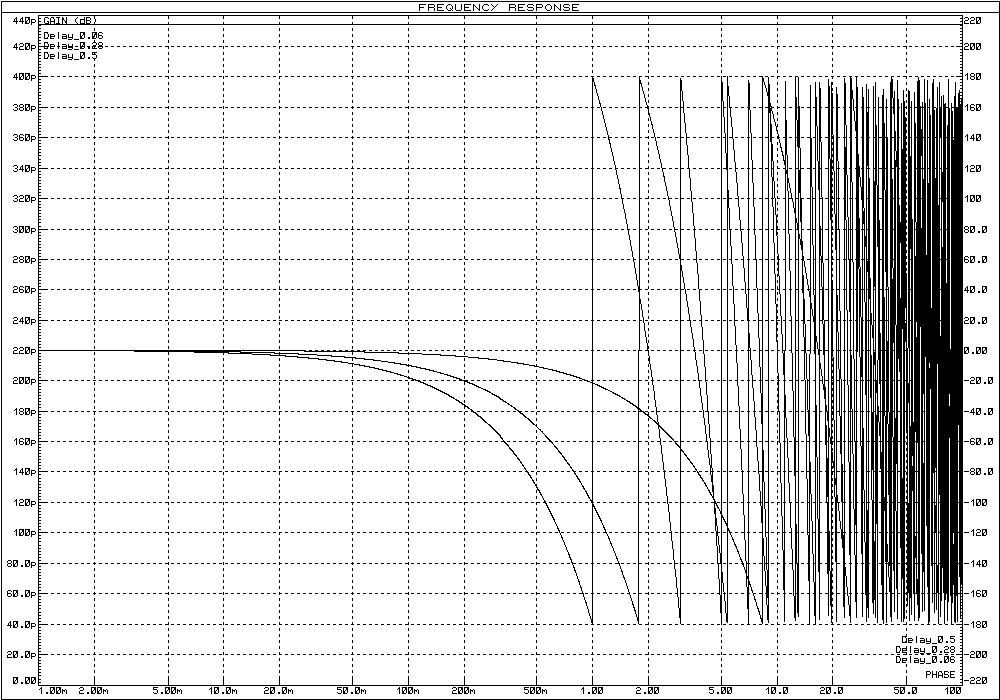 FREQUENCY RESPONSE
440p GAIN (dB) 220
Delay_0.06
420p Delay_0.28 200
Delay_0.5
400p 180
380p 160
360p 140
340p 120
320p 100
300p 80.0
280p 60.0
260p 40.0
240p 20.0
220p 0.00
200p -20.0
180p -40.0
160p -60.0
140p -80.0
120p -100
100p -120
80.0p -140
60.0p -160
40.0p -180
Delay_0.5
20.0p Delay_0.28 -200
Delay_0.06
PHASE
0.00 -220
1.00m 2.00m 5.00m 10.0m 20.0m 50.0m 100m 200m 500m 1.00 2.00 5.00 10.0 20.0 50.0 100